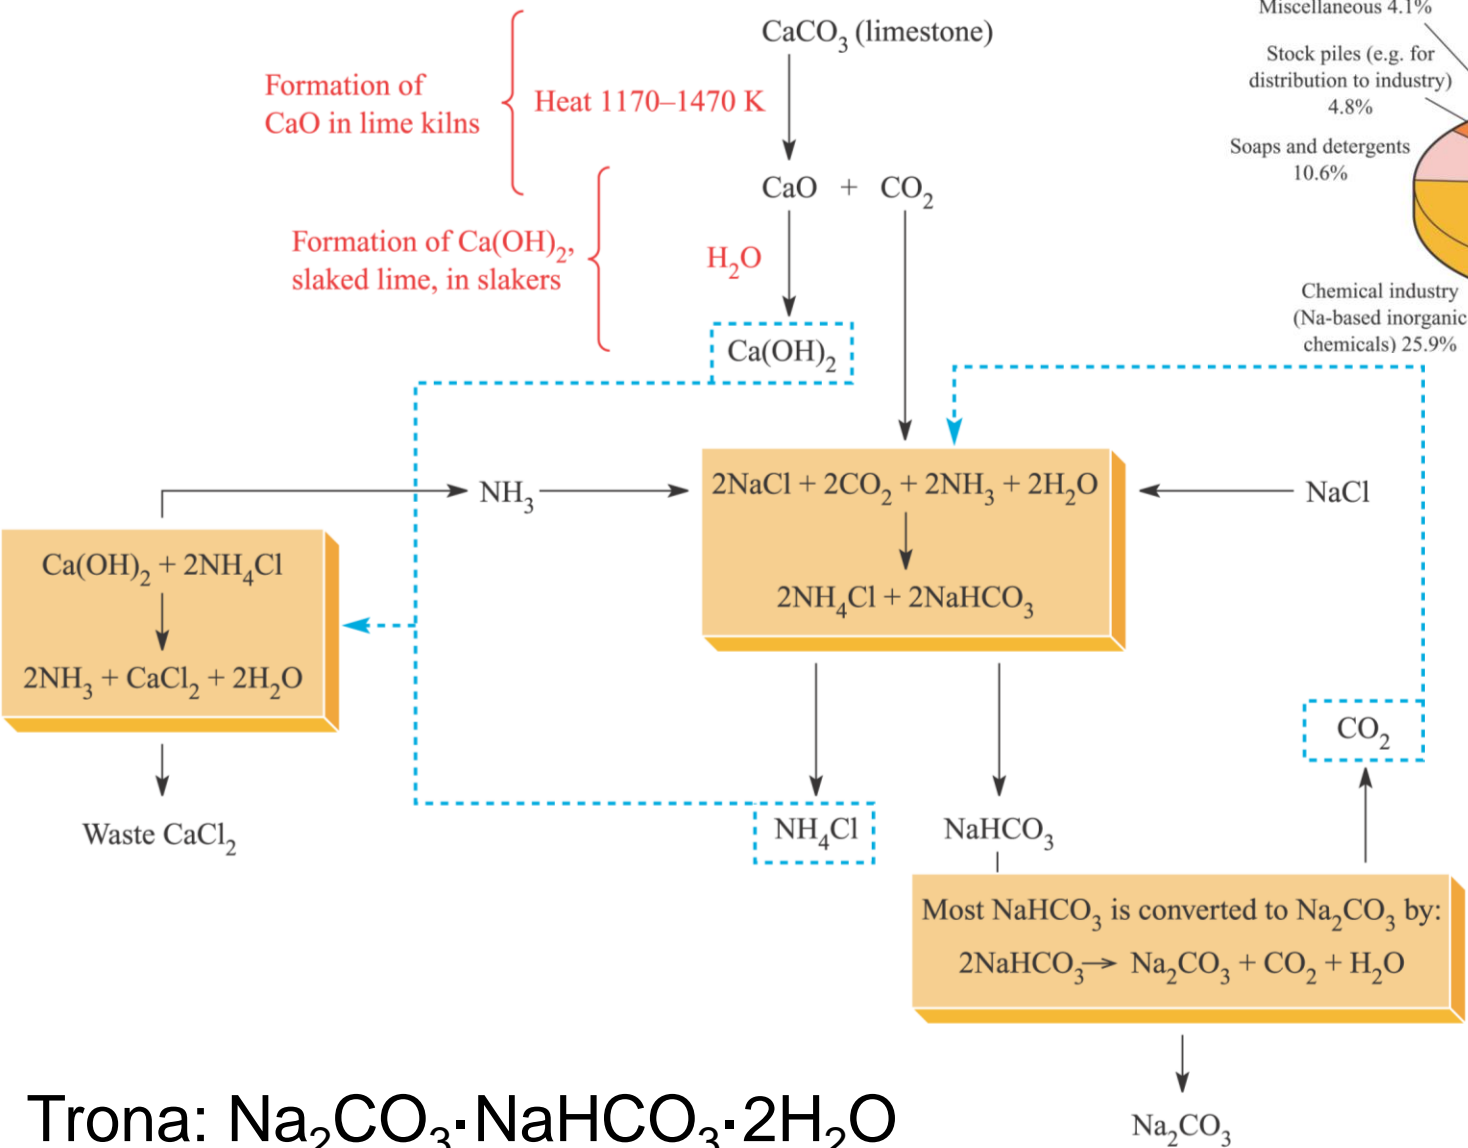 CaCO₃ (limestone)
Formation of
CaO in lime kilns
Heat 1170–1470 K
CaO + CO₂
Formation of Ca(OH)₂,
slaked lime, in slakers
H₂O
Ca(OH)₂
Miscellaneous 4.1%
Stock piles (e.g. for
distribution to industry)
4.8%
Soaps and detergents
10.6%
Chemical industry
(Na-based inorganic
chemicals) 25.9%
NH₃
2NaCl + 2CO₂ + 2NH₃ + 2H₂O
2NH₄Cl + 2NaHCO₃
NaCl
Ca(OH)₂ + 2NH₄Cl
2NH₃ + CaCl₂ + 2H₂O
Waste CaCl₂
NH₄Cl
NaHCO₃
CO₂
Most NaHCO₃ is converted to Na₂CO₃ by:
2NaHCO₃→ Na₂CO₃ + CO₂ + H₂O
Na₂CO₃
Trona: Na₂CO₃·NaHCO₃·2H₂O